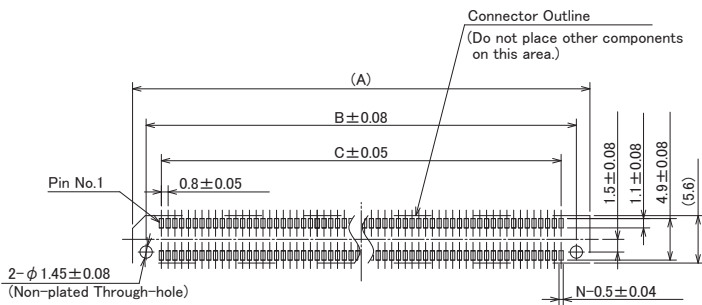 Connector Outline
(Do not place other components
on this area.)
(A)
B±0.08
C±0.05
Pin No.1
0.8±0.05
1.5±0.08
1.1±0.08
4.9±0.08
(5.6)
2-φ1.45±0.08
(Non-plated Through-hole)
N-0.5±0.04